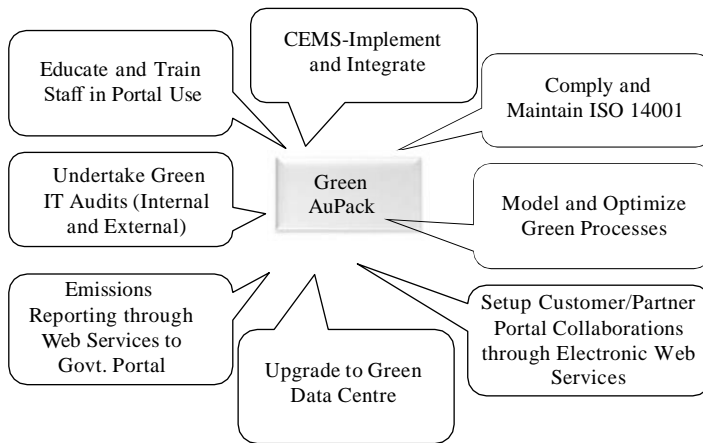 CEMS-Implement
and Integrate
Educate and Train
Staff in Portal Use
Comply and
Maintain ISO 14001
Undertake Green
IT Audits (Internal
and External)
Green
AuPack
Model and Optimize
Green Processes
Emissions
Reporting through
Web Services to
Govt. Portal
Upgrade to Green
Data Centre
Setup Customer/Partner
Portal Collaborations
through Electronic Web
Services